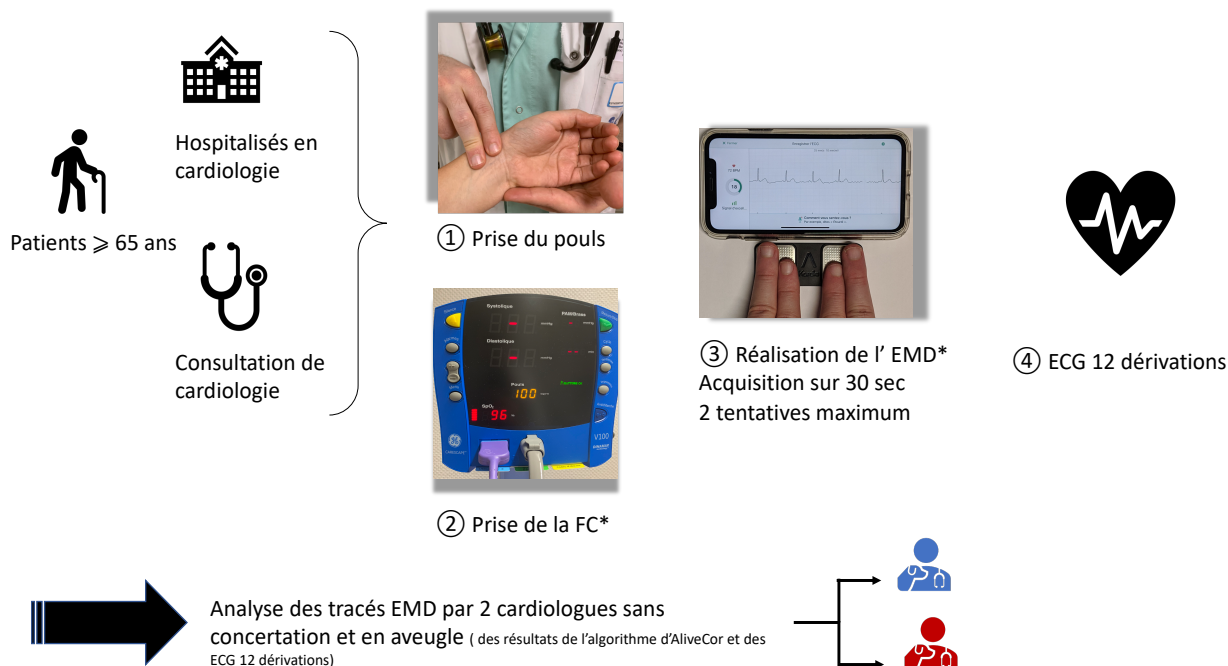 Hospitalisés en
cardiologie
Patients ⩾ 65 ans
Consultation de
cardiologie
① Prise du pouls
Systolique
Diastolique
Pouls
100
SpO₂
96
V100
② Prise de la FC*
③ Réalisation de l' EMD*
Acquisition sur 30 sec
2 tentatives maximum
④ ECG 12 dérivations
Analyse des tracés EMD par 2 cardiologues sans
concertation et en aveugle ( des résultats de l'algorithme d'AliveCor et des
ECG 12 dérivations)